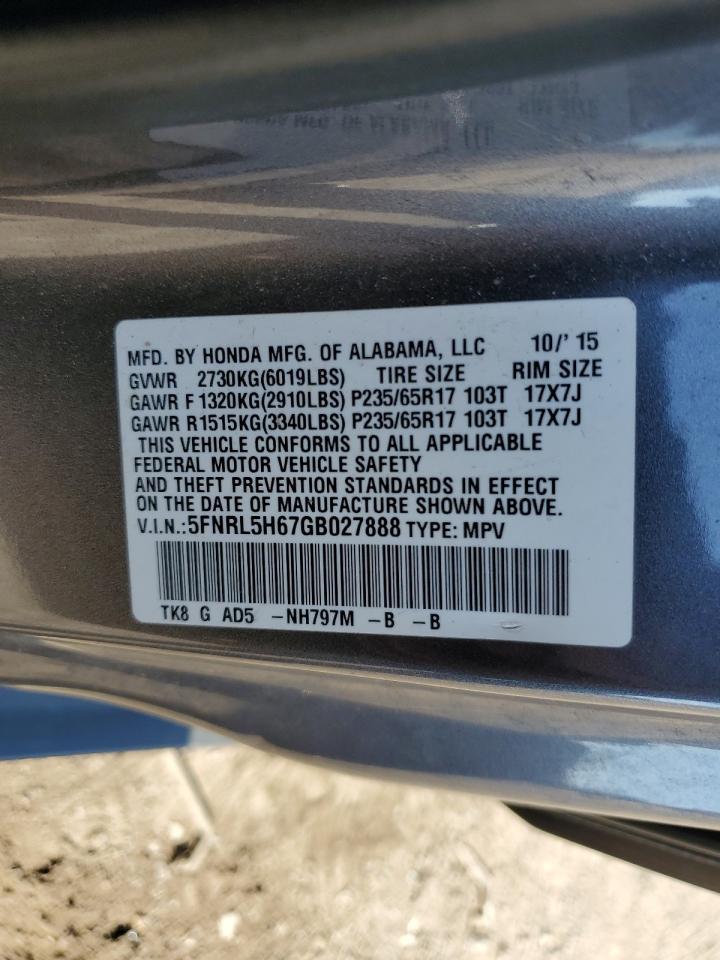 MFD. BY HONDA MFG. OF ALABAMA, LLC 10/'15
GVWR 2730KG(6019LBS) TIRE SIZE RIM SIZE
GAWR F 1320KG(2910LBS) P235/65R17 103T 17X7J
GAWR R1515KG(3340LBS) P235/65R17 103T 17X7J
THIS VEHICLE CONFORMS TO ALL APPLICABLE
FEDERAL MOTOR VEHICLE SAFETY
AND THEFT PREVENTION STANDARDS IN EFFECT
ON THE DATE OF MANUFACTURE SHOWN ABOVE.
V.I.N.: 5FNRL5H67GB027888 TYPE: MPV
TK8 G AD5 -NH797M -B -B